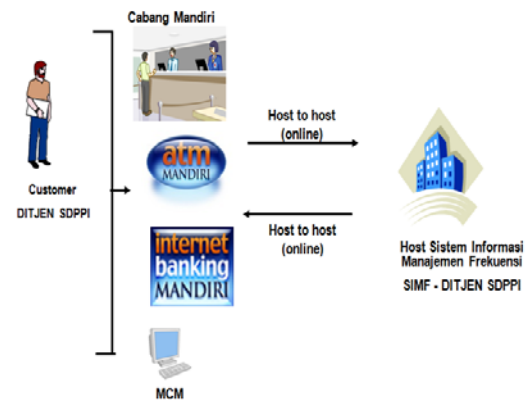 Cabang Mandiri
Customer
DITJEN SDPPI
atm
MANDIRI
internet
banking
MANDIRI
MCM
Host to host
(online)
Host to host
(online)
Host Sistem Informasi
Manajemen Frekuensi
SIMF - DITJEN SDPPI